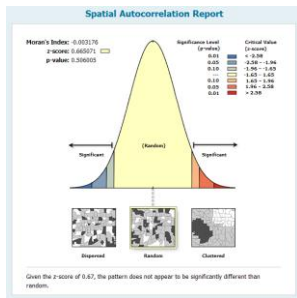 Spatial Autocorrelation Report
Moran's Index: -0.003176
z-score: 0.665071
p-value: 0.506005
Significance Level
(p-value)
Critical Value
(z-score)
0.01 < -2.58
0.05 -2.58 - -1.96
0.10 -1.96 - -1.65
--- -1.65 - 1.65
0.10 1.65 - 1.96
0.05 1.96 - 2.58
0.01 > 2.58
(Random)
Significant Significant
Dispersed Random Clustered
Given the z-score of 0.67, the pattern does not appear to be significantly different than
random.